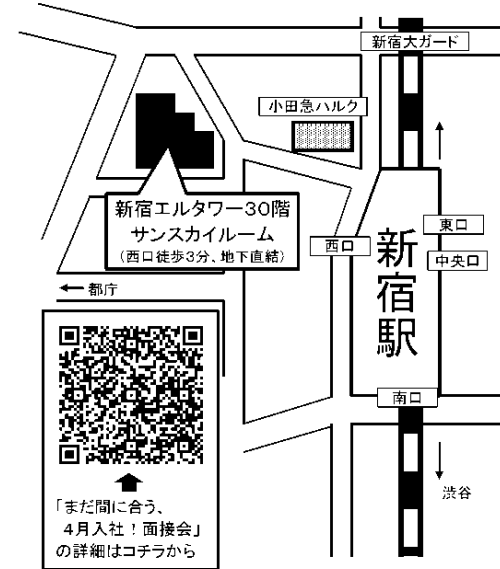 新宿大ガード
小田急ハルク
新宿エルタワー30階
サンスカイルーム
(西口徒歩3分、地下直結)
西口
新宿駅
東口
中央口
← 都庁
南口
渋谷
「まだ間に合う、
4月入社！面接会」
の詳細はコチラから